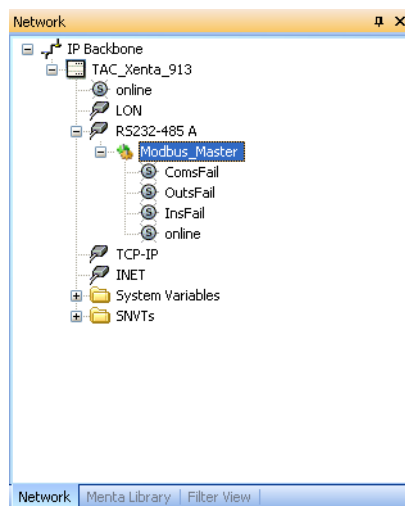 Network
IP Backbone
TAC_Xenta_913
online
LON
RS232-485 A
Modbus_Master
ComsFail
OutsFail
InsFail
online
TCP-IP
INET
System Variables
SNVTs
Network Menta Library Filter View